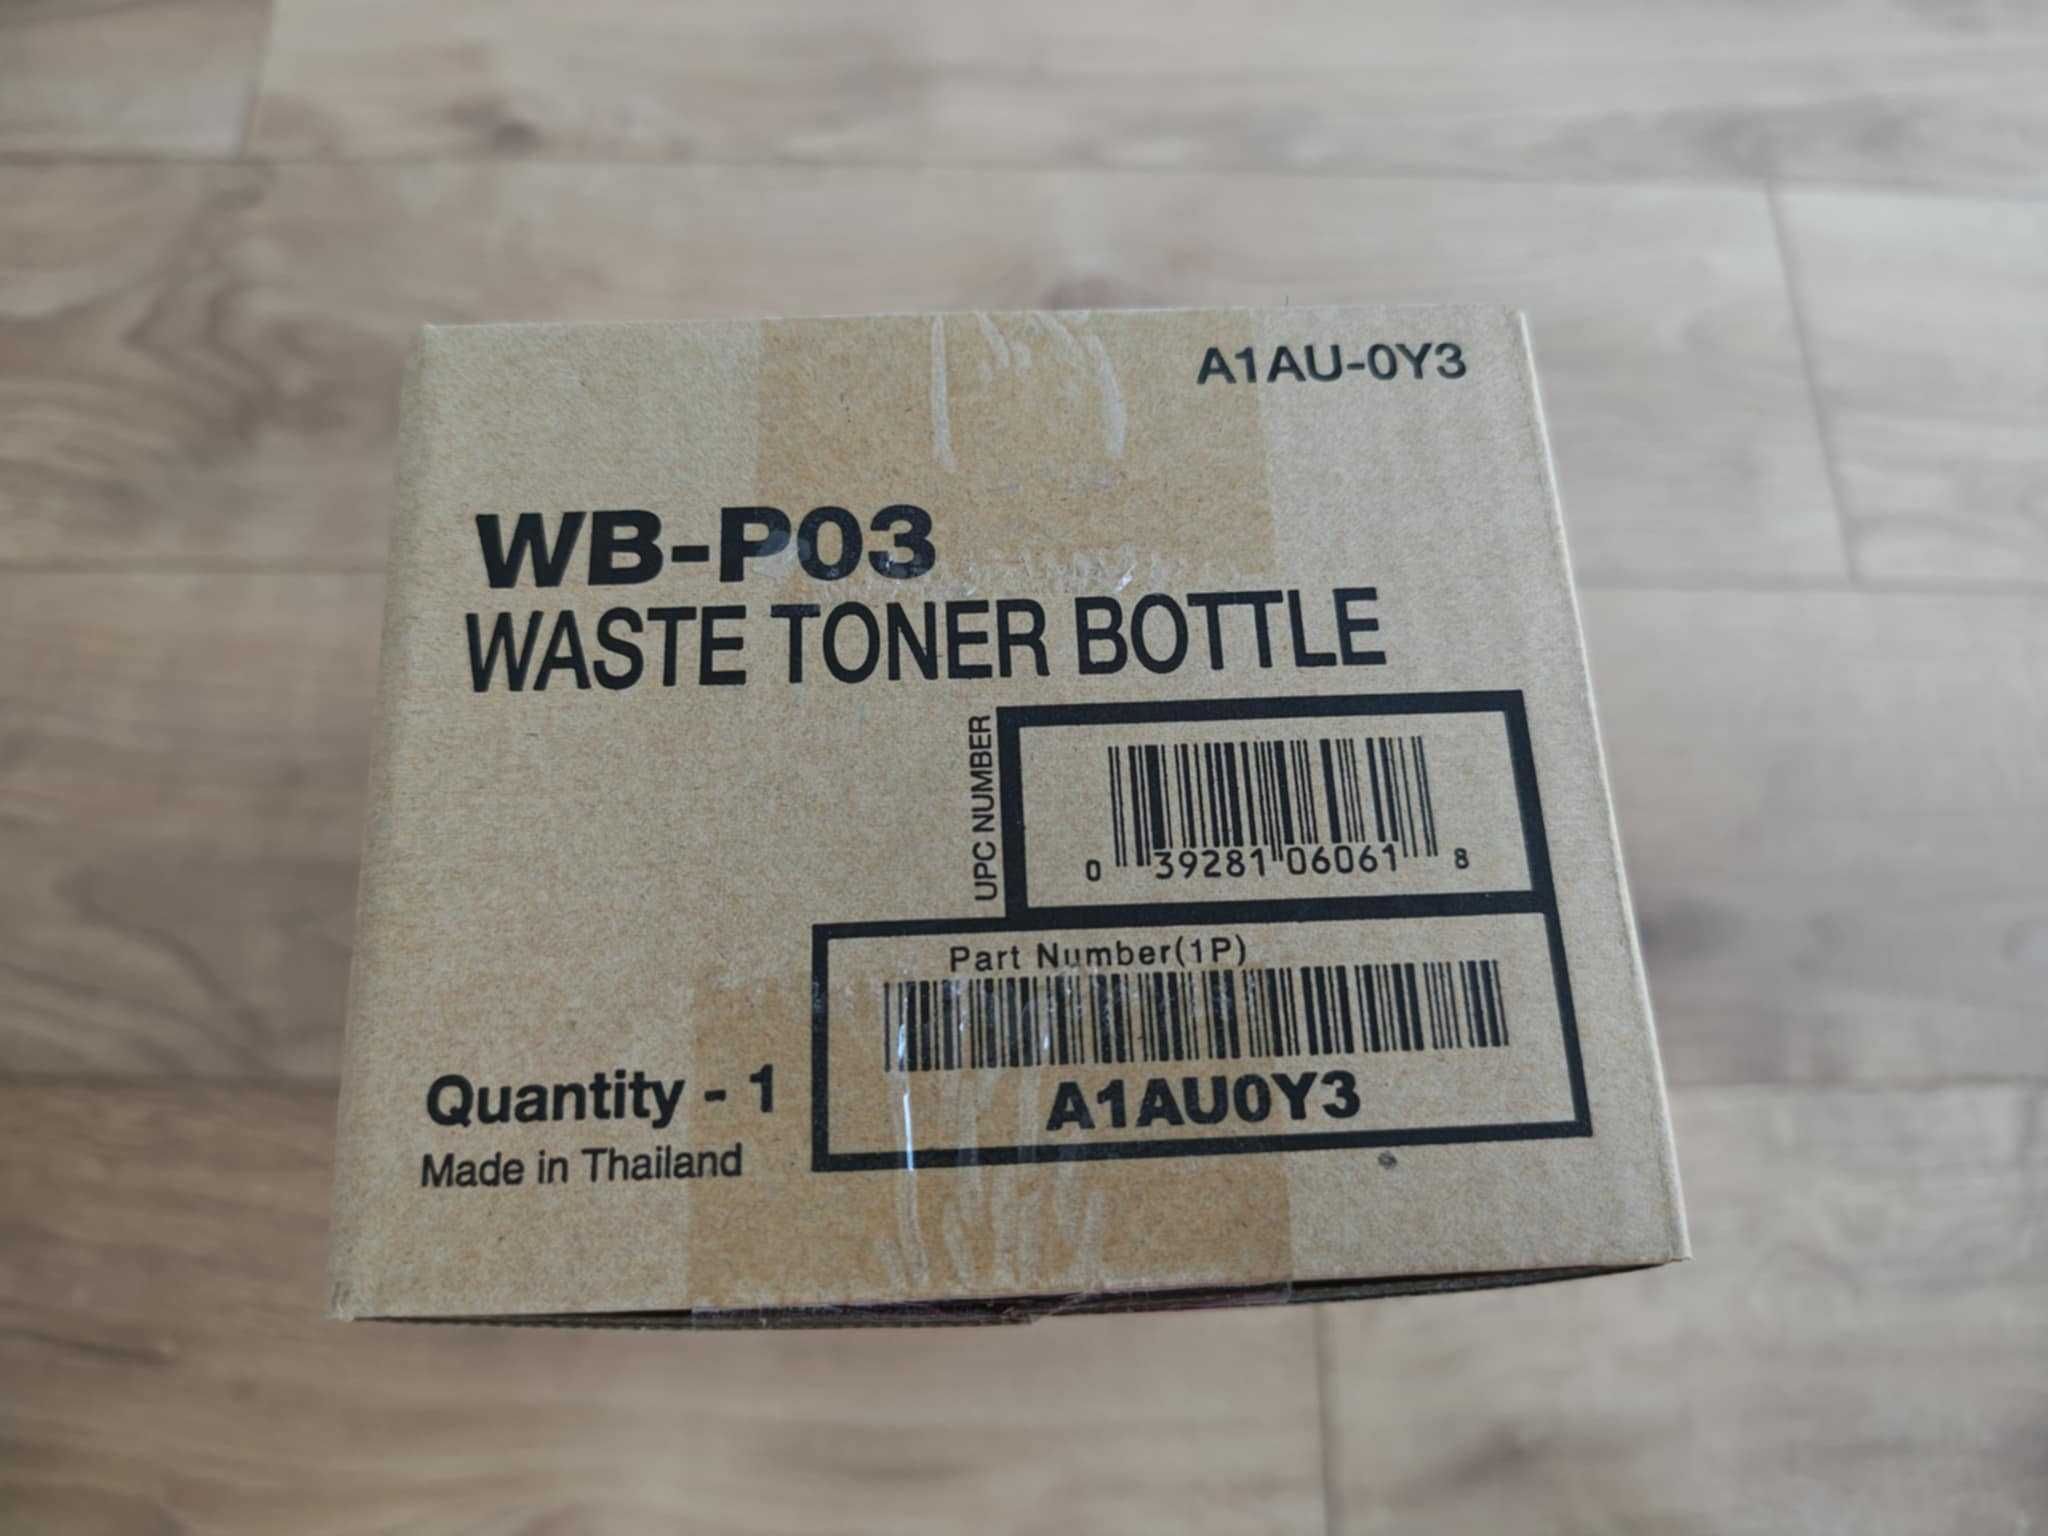 A1AU-0Y3
WB-P03
WASTE TONER BOTTLE
UPC NUMBER
0 39281 06061 8
Part Number(1P)
A1AU0Y3
Quantity - 1
Made in Thailand